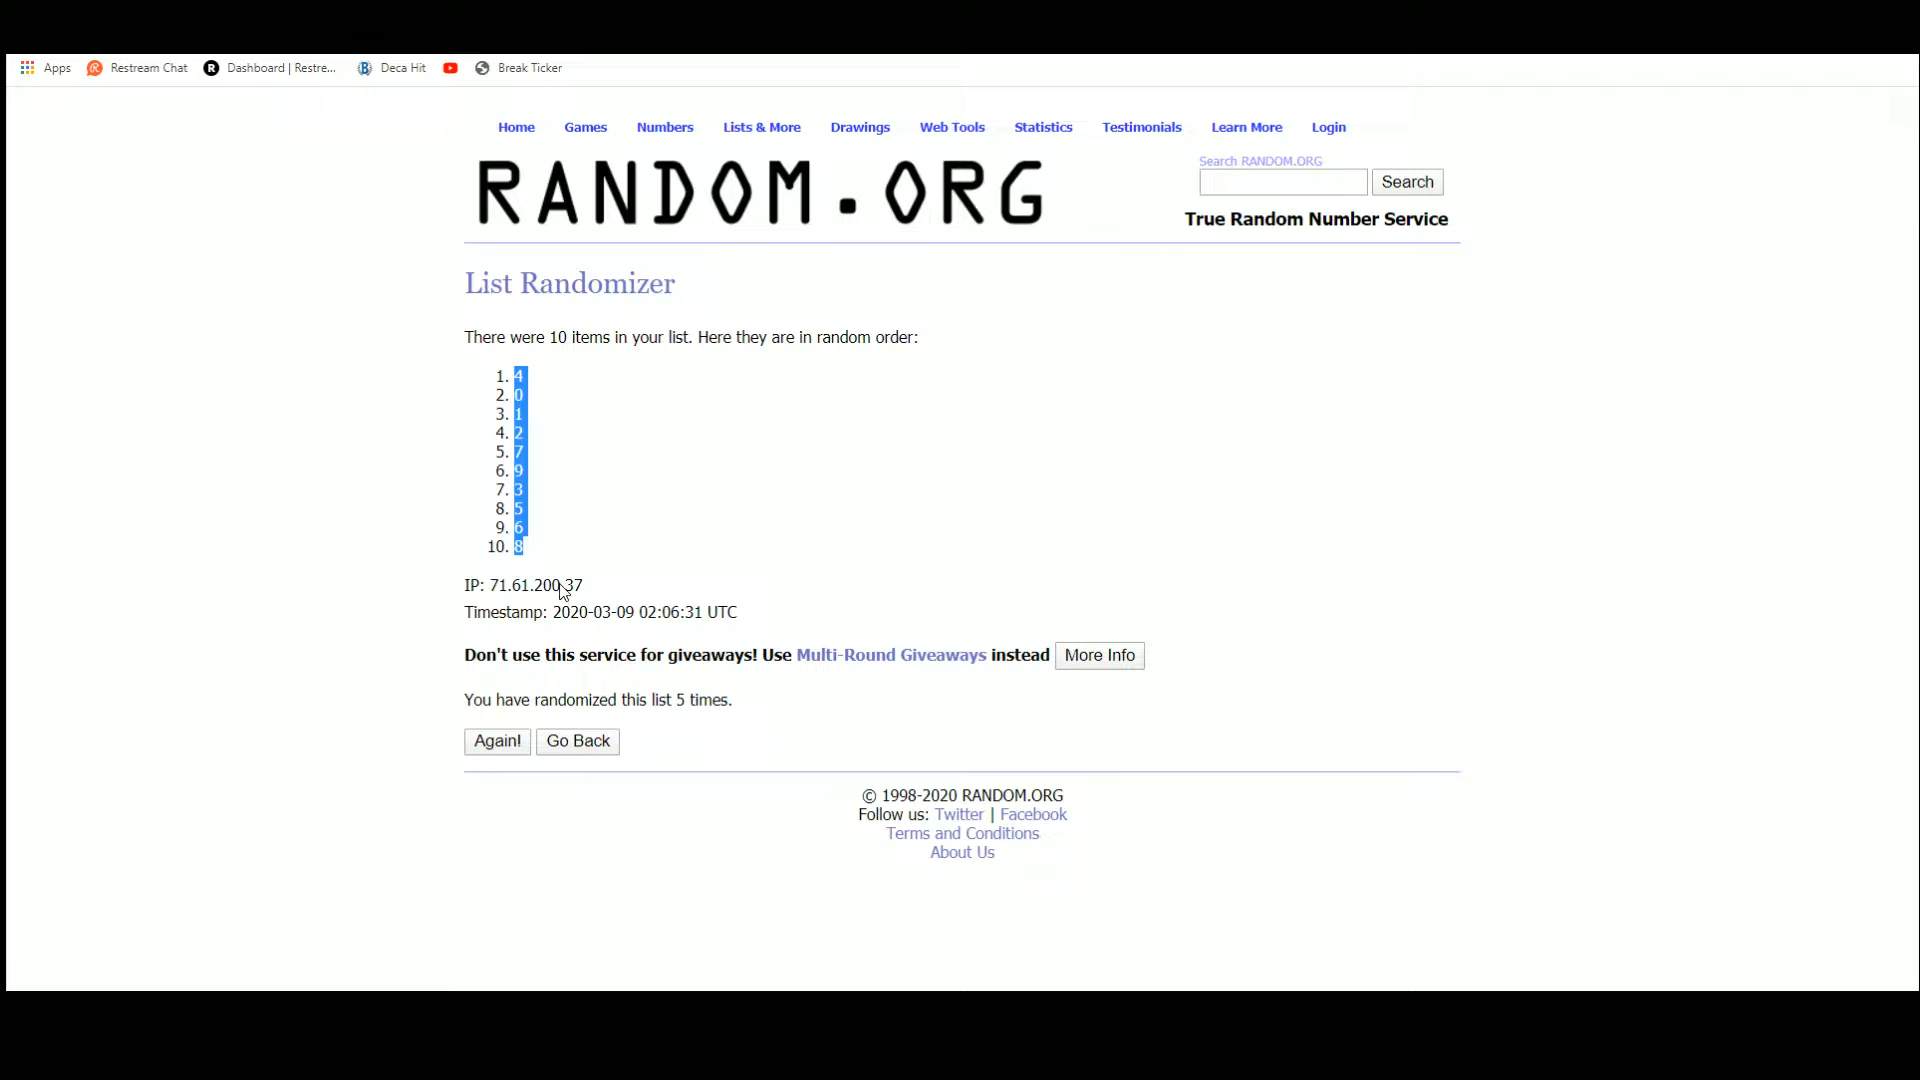 Apps Restream Chat Dashboard | Restre... Deca Hit Break Ticker
Home Games Numbers Lists & More Drawings Web Tools Statistics Testimonials Learn More Login
RANDOM.ORG
Search RANDOM.ORG
Search
True Random Number Service
List Randomizer
There were 10 items in your list. Here they are in random order:
1. 4
2. 0
3. 1
4. 2
5. 7
6. 9
7. 3
8. 5
9. 6
10. 8
IP: 71.61.200.37
Timestamp: 2020-03-09 02:06:31 UTC
Don't use this service for giveaways! Use Multi-Round Giveaways instead More Info
You have randomized this list 5 times.
Again! Go Back
© 1998-2020 RANDOM.ORG
Follow us: Twitter | Facebook
Terms and Conditions
About Us